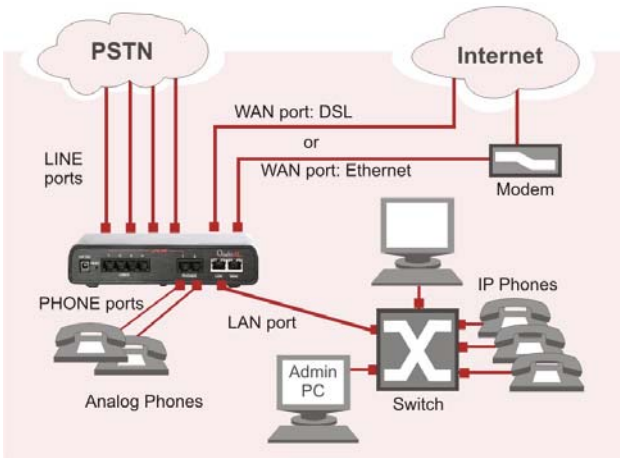 PSTN
Internet
WAN port: DSL
or
WAN port: Ethernet
LINE
ports
Modem
PHONE ports
LAN port
IP Phones
Analog Phones
Admin
PC
Switch